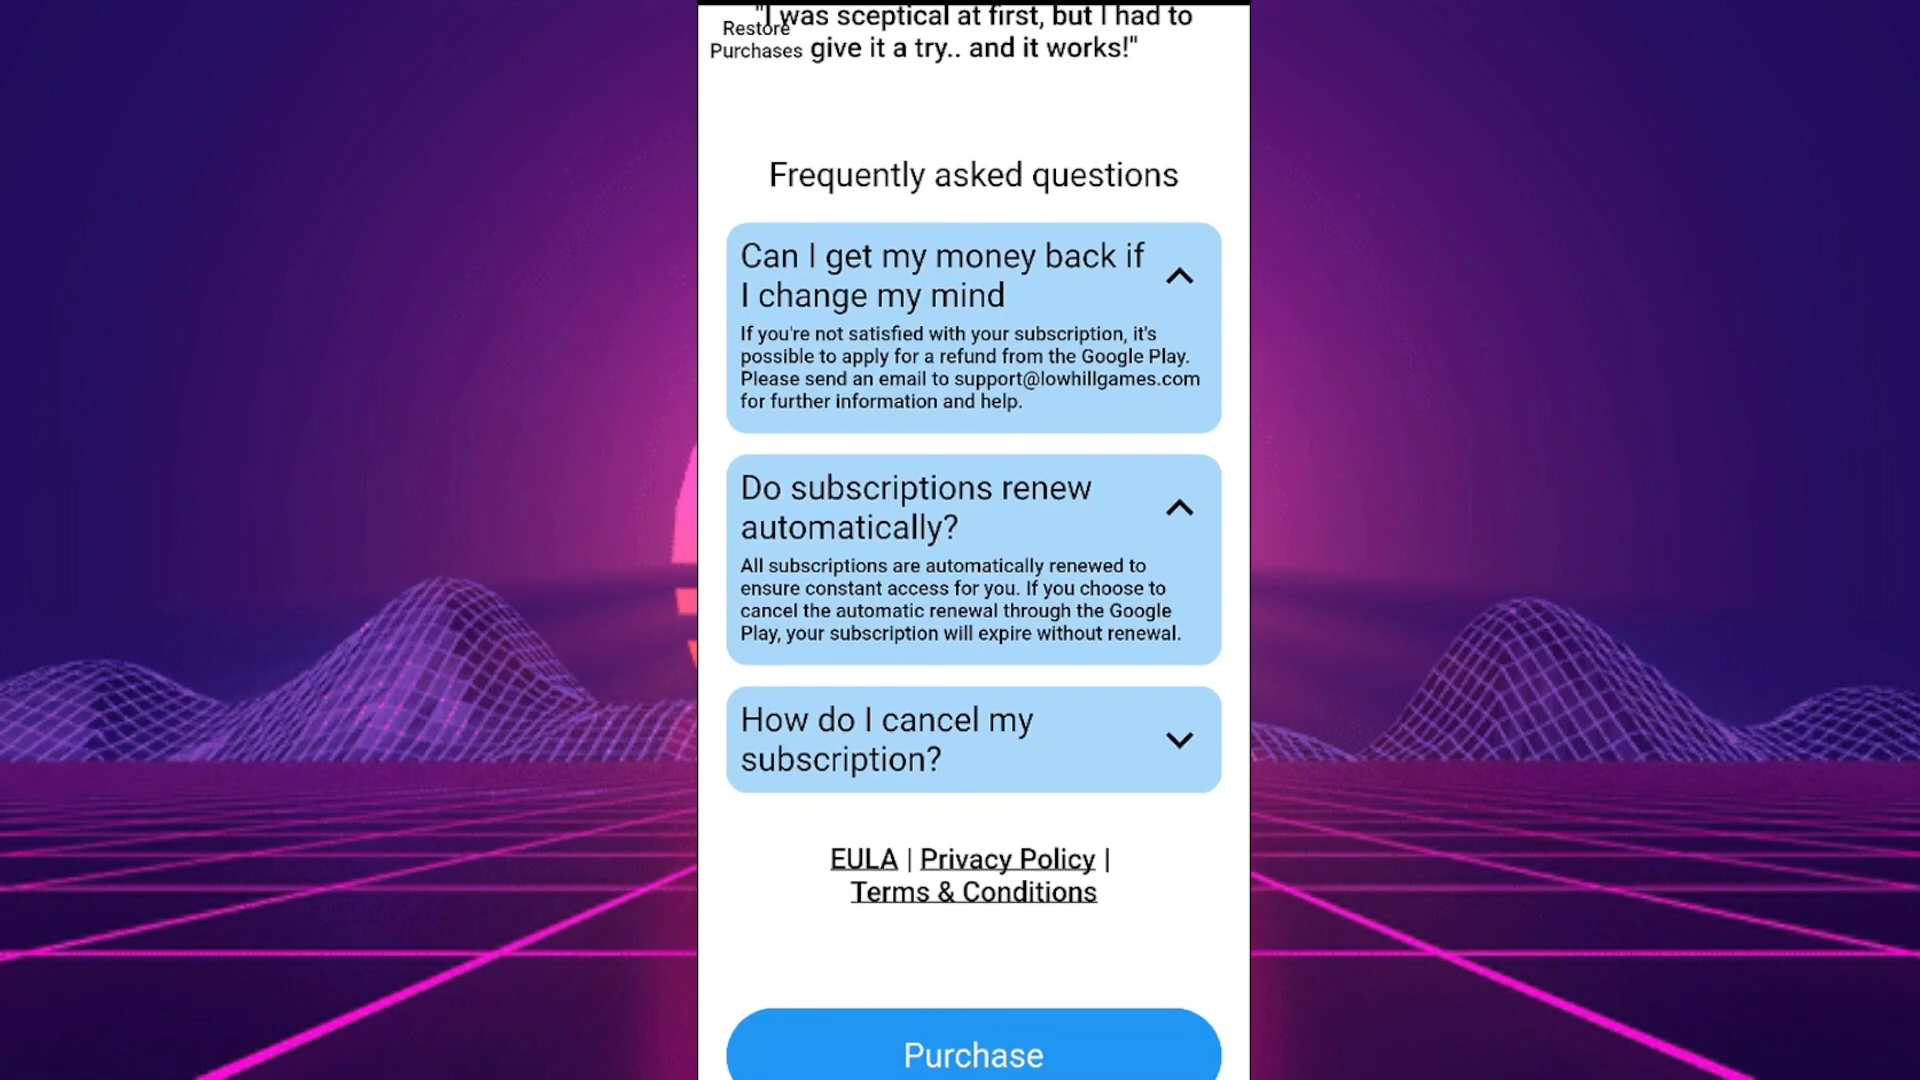 "I was sceptical at first, but I had to
give it a try.. and it works!"
Restore
Purchases
Frequently asked questions
Can I get my money back if
I change my mind
If you're not satisfied with your subscription, it's
possible to apply for a refund from the Google Play.
Please send an email to support@lowhillgames.com
for further information and help.
Do subscriptions renew
automatically?
All subscriptions are automatically renewed to
ensure constant access for you. If you choose to
cancel the automatic renewal through the Google
Play, your subscription will expire without renewal.
How do I cancel my
subscription?
EULA | Privacy Policy |
Terms & Conditions
Purchase